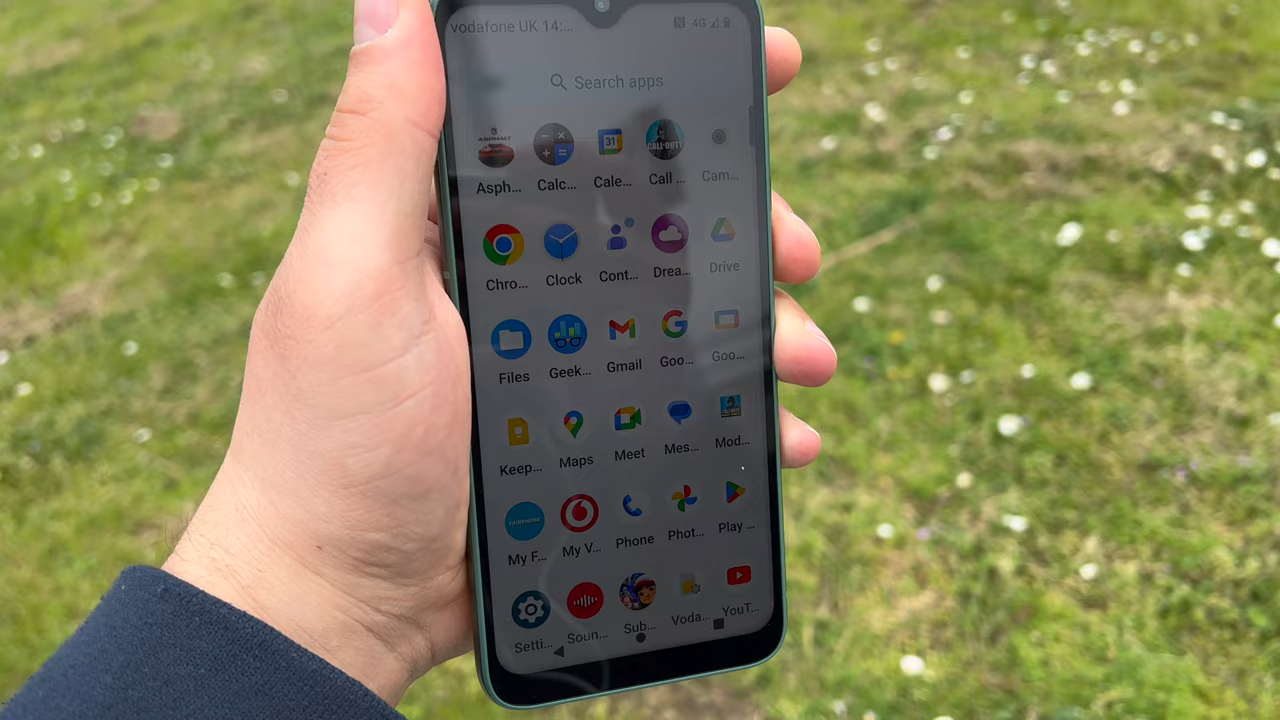 vodafone UK 14:...
4G
Search apps
ASPHALT
31
CALL OF DUTY
Asph...
Calc...
Cale...
Call ...
Cam...
Chro...
Clock
Cont...
Drea...
Drive
Files
Geek...
Gmail
Goo...
Goo...
Keep...
Maps
Meet
Mes...
Mod...
FAIRPHONE
My F...
My V...
Phone
Phot...
Play ...
Setti...
Soun...
Sub...
Voda...
YouT...